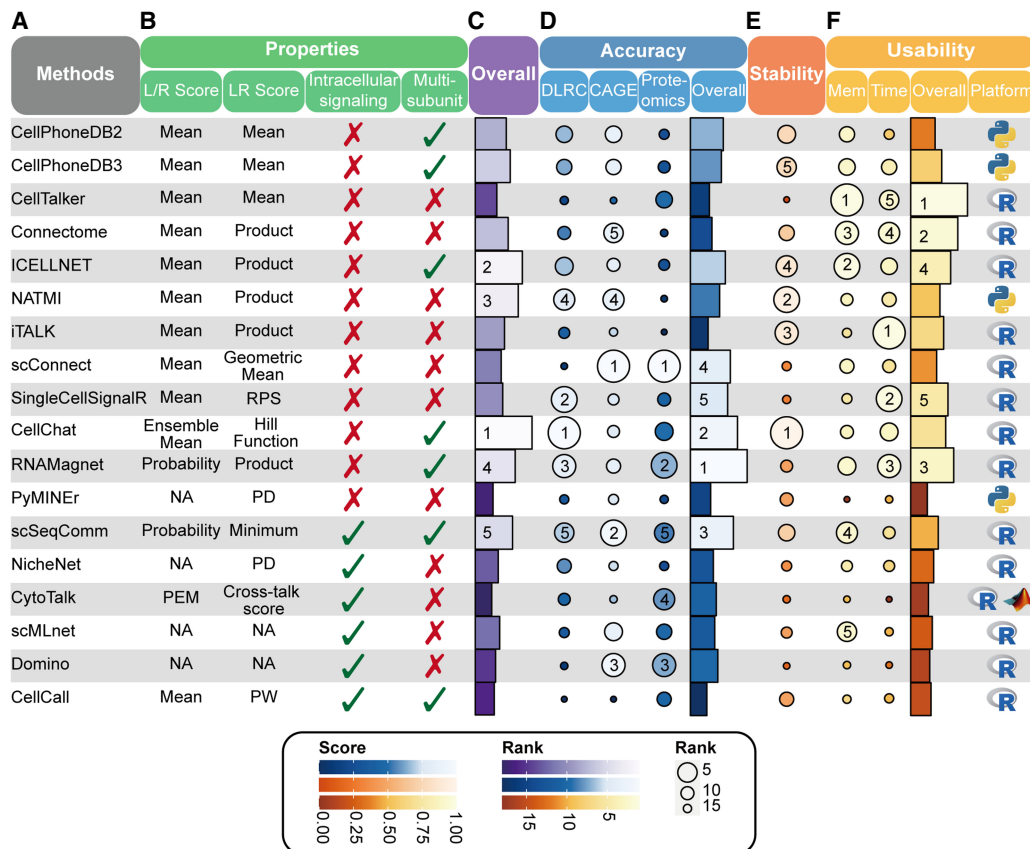 A B C D E F
Methods
Properties
L/R Score LR Score Intracellular signaling Multi-subunit
Overall
Accuracy
DLRC CAGE Prote-omics Overall
Stability
Usability
Mem Time Overall Platform
CellPhoneDB2 Mean Mean ✗ ✓
CellPhoneDB3 Mean Mean ✗ ✓ 5
CellTalker Mean Mean ✗ ✗ 1 5 1 R
Connectome Mean Product ✗ ✗ 5 3 4 2 R
ICELLNET Mean Product ✗ ✓ 2 4 2 4 R
NATMI Mean Product ✗ ✗ 3 4 4 2
iTALK Mean Product ✗ ✗ 3 1 R
scConnect Mean Geometric Mean ✗ ✗ 1 1 4 R
SingleCellSignalR Mean RPS ✗ ✗ 2 5 2 5 R
CellChat Ensemble Mean Hill Function ✗ ✓ 1 1 2 1 R
RNAMagnet Probability Product ✗ ✓ 4 3 2 1 3 3 R
PyMINEr NA PD ✗ ✗
scSeqComm Probability Minimum ✓ ✓ 5 5 2 5 3 4 R
NicheNet NA PD ✓ ✗ R
CytoTalk PEM Cross-talk score ✓ ✗ 4 R
scMLnet NA NA ✓ ✗ 5 R
Domino NA NA ✓ ✗ 3 3 R
CellCall Mean PW ✓ ✓ R
Score
0.00 0.25 0.50 0.75 1.00
Rank
15 10 5
Rank
5
10
15